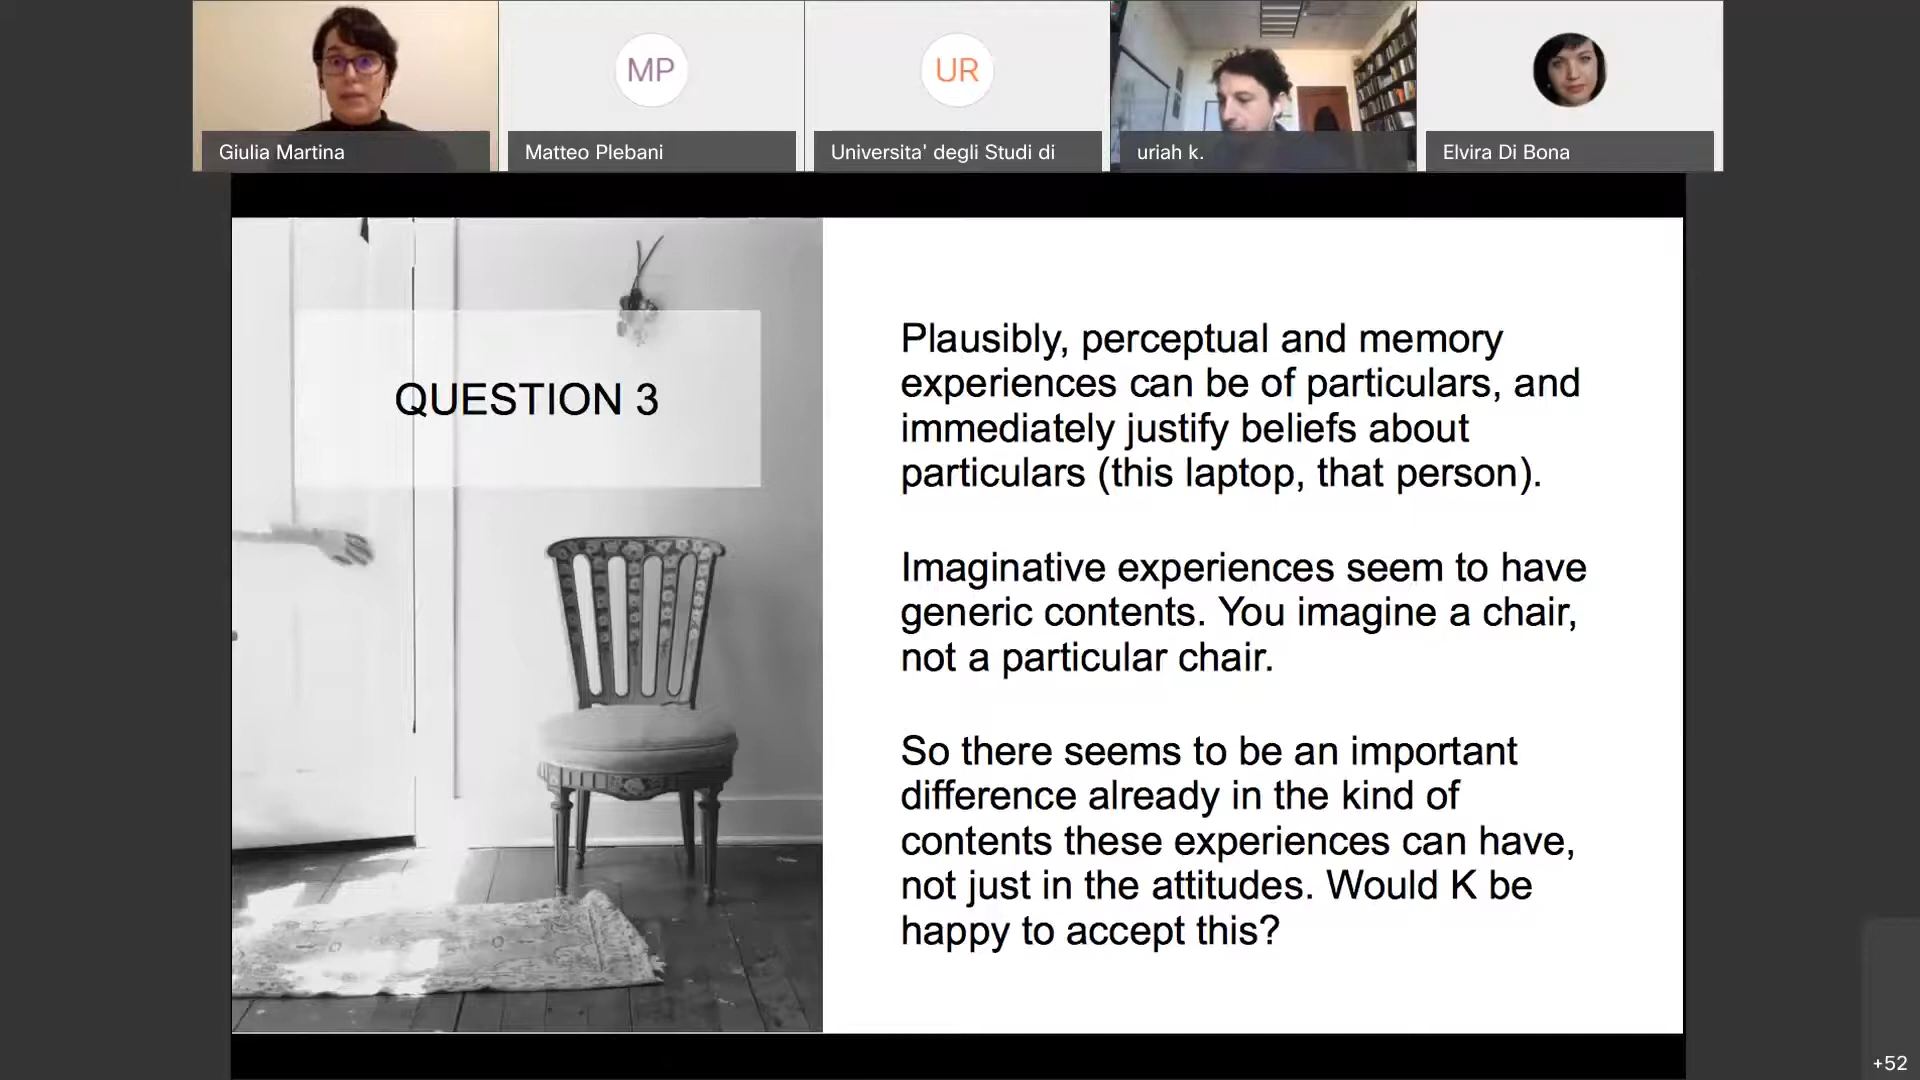 MP
UR
Giulia Martina
Matteo Plebani
Universita' degli Studi di
uriah k.
Elvira Di Bona
QUESTION 3
Plausibly, perceptual and memory
experiences can be of particulars, and
immediately justify beliefs about
particulars (this laptop, that person).
Imaginative experiences seem to have
generic contents. You imagine a chair,
not a particular chair.
So there seems to be an important
difference already in the kind of
contents these experiences can have,
not just in the attitudes. Would K be
happy to accept this?
+52